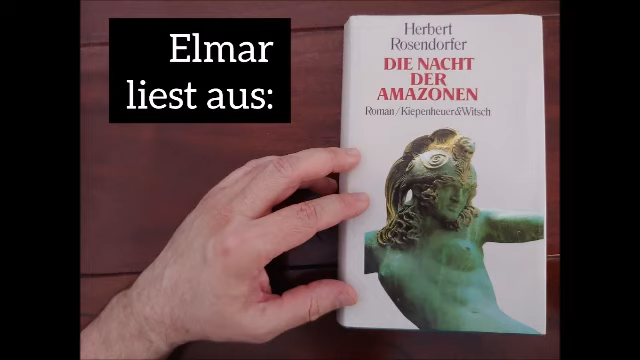 Elmar
liest aus:
Herbert
Rosendorfer
DIE NACHT
DER
AMAZONEN
Roman/Kiepenheuer&Witsch